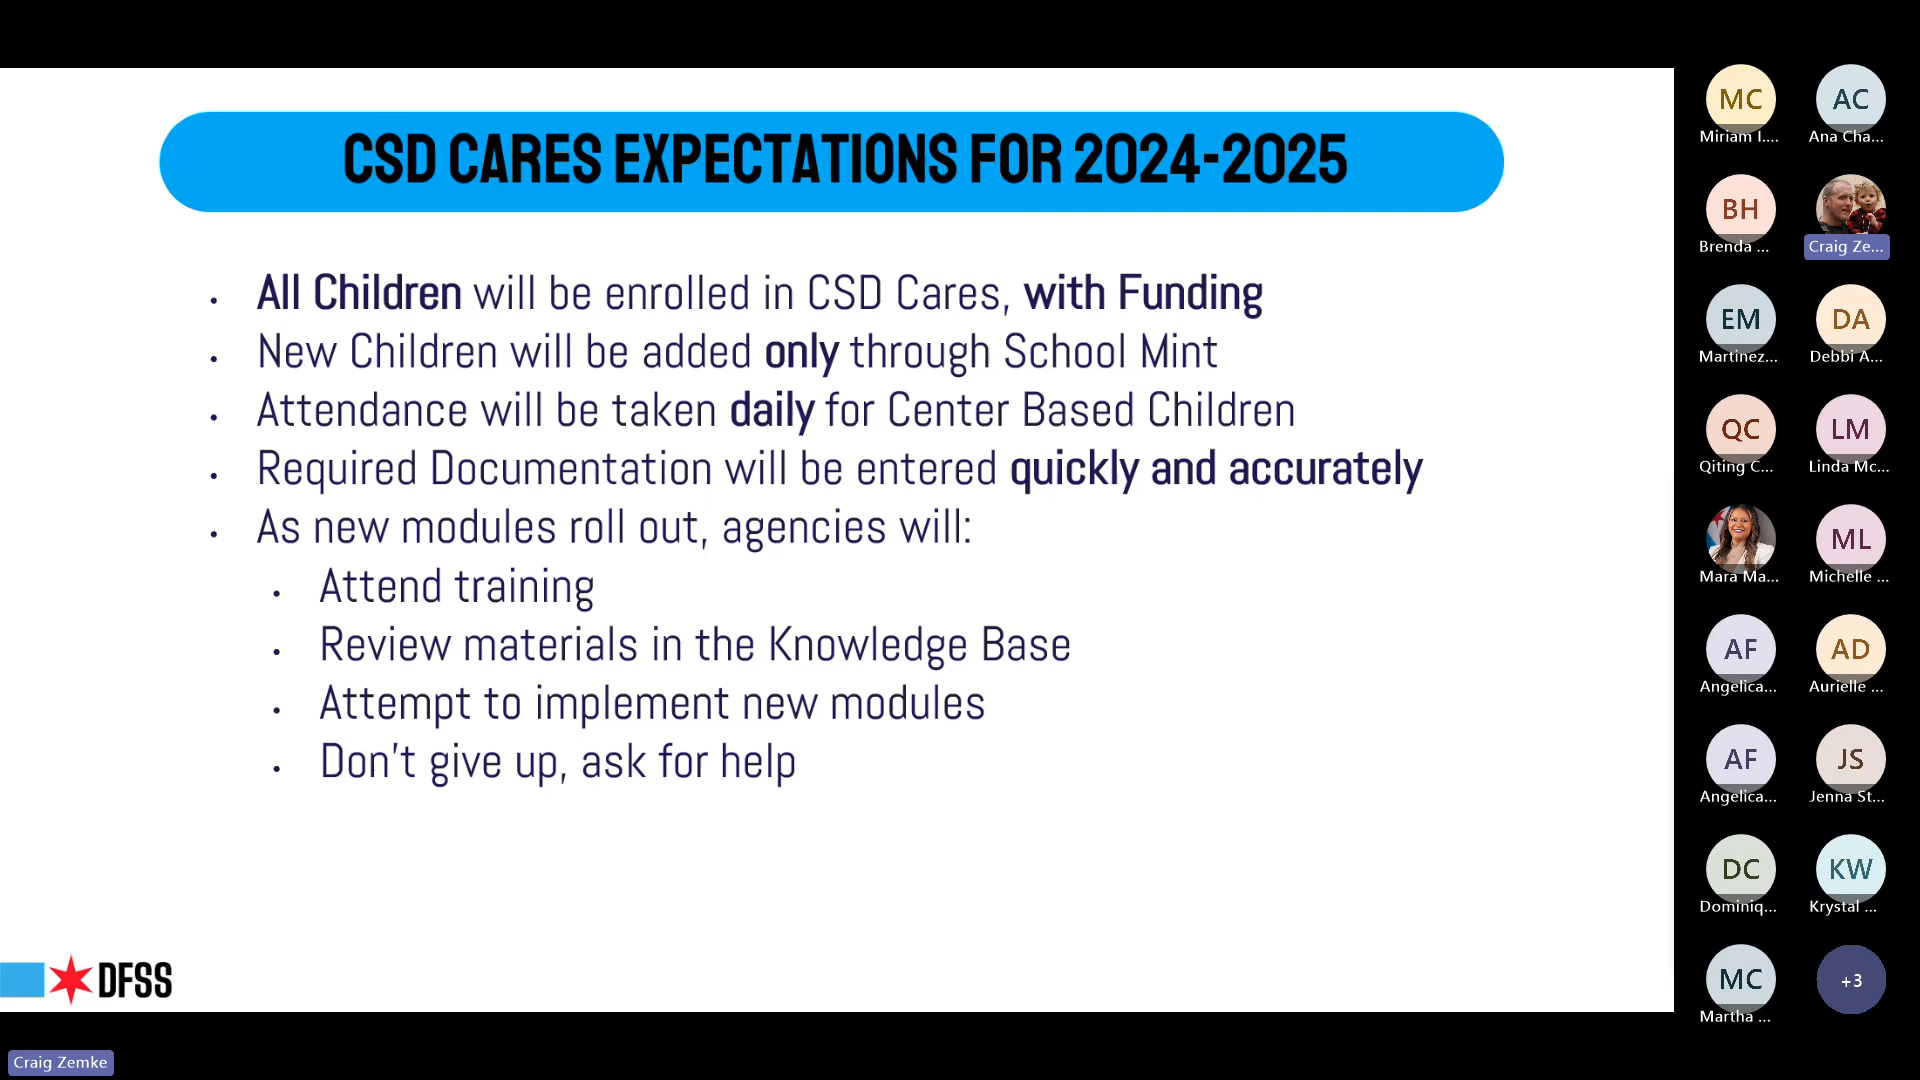 CSD CARES EXPECTATIONS FOR 2024-2025
All Children will be enrolled in CSD Cares, with Funding
New Children will be added only through School Mint
Attendance will be taken daily for Center Based Children
Required Documentation will be entered quickly and accurately
As new modules roll out, agencies will:
Attend training
Review materials in the Knowledge Base
Attempt to implement new modules
Don't give up, ask for help
DFSS
Craig Zemke
MC
Miriam I....
AC
Ana Cha...
BH
Brenda ...
Craig Ze...
EM
Martinez...
DA
Debbi A...
QC
Qiting C...
LM
Linda Mc...
Mara Ma...
ML
Michelle ...
AF
Angelica...
AD
Aurielle ...
AF
Angelica...
JS
Jenna St...
DC
Dominiq...
KW
Krystal ...
MC
Martha ...
+3